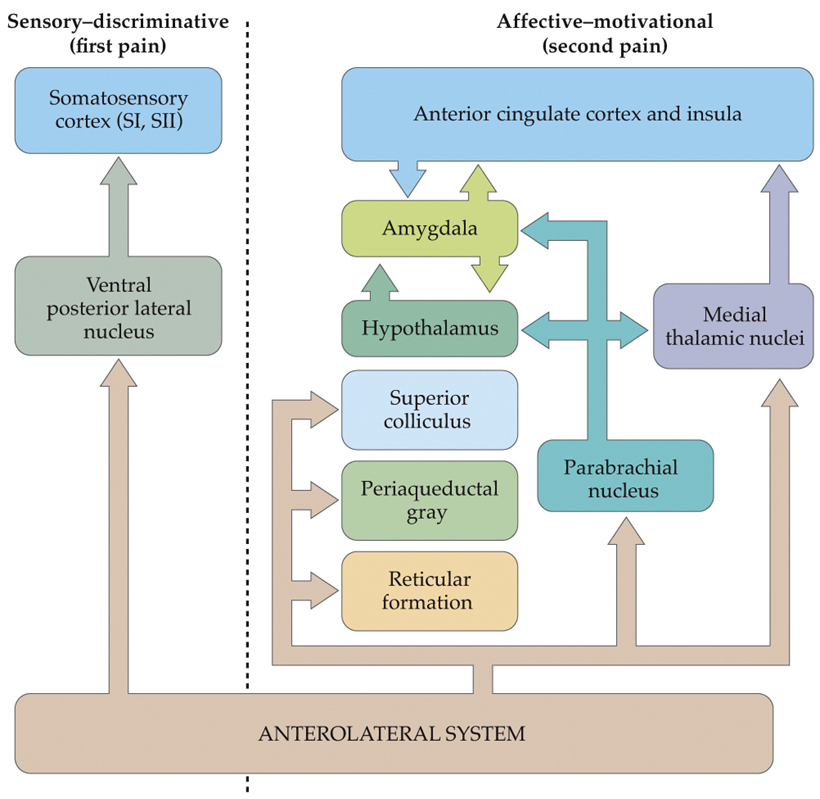 Sensory–discriminative
(first pain)
Affective–motivational
(second pain)
Somatosensory
cortex (SI, SII)
Anterior cingulate cortex and insula
Amygdala
Ventral
posterior lateral
nucleus
Hypothalamus
Medial
thalamic nuclei
Superior
colliculus
Periaqueductal
gray
Parabrachial
nucleus
Reticular
formation
ANTEROLATERAL SYSTEM